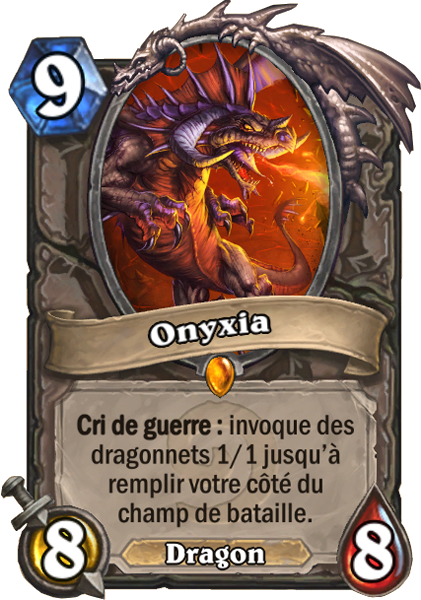 9
Onyxia
Cri de guerre : invoque des
dragonnets 1/1 jusqu'à
remplir votre côté du
champ de bataille.
8
Dragon
8